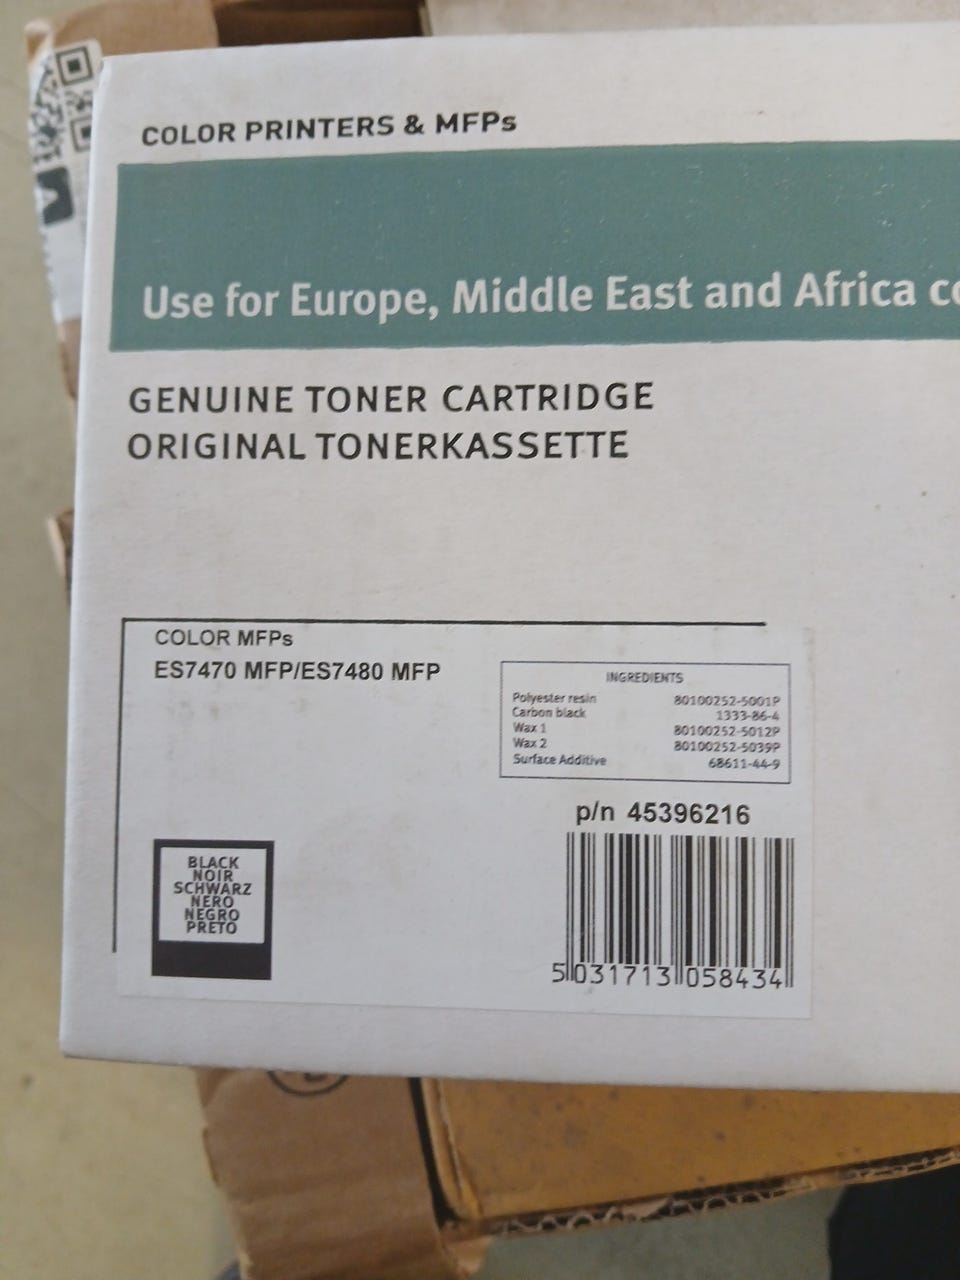 COLOR PRINTERS & MFPs
Use for Europe, Middle East and Africa
GENUINE TONER CARTRIDGE
ORIGINAL TONERKASSETTE
COLOR MFPs
ES7470 MFP/ES7480 MFP
INGREDIENTS
Polyester resin 80100252-5001P
Carbon black 1333-86-4
Wax 1 80100252-5012P
Wax 2 80100252-5039P
Surface Additive 68611-44-9
p/n 45396216
BLACK
NOIR
SCHWARZ
NERO
NEGRO
PRETO
5 031713 058434